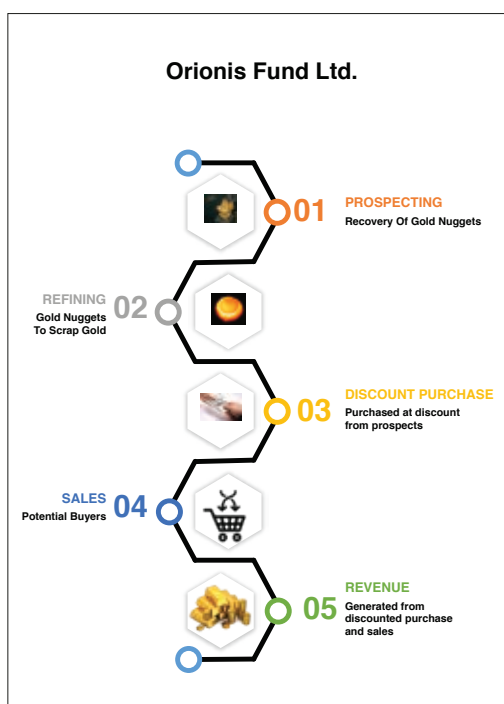 Orionis Fund Ltd.
01
PROSPECTING
Recovery Of Gold Nuggets
REFINING
02
Gold Nuggets
To Scrap Gold
03
DISCOUNT PURCHASE
Purchased at discount
from prospects
SALES
04
Potential Buyers
05
REVENUE
Generated from
discounted purchase
and sales